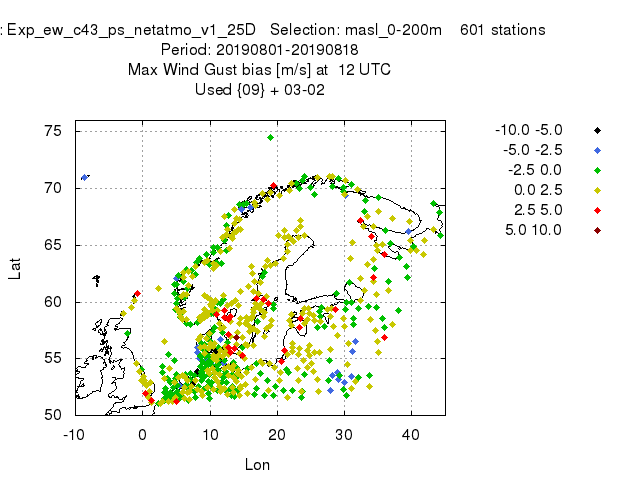 : Exp_ew_c43_ps_netatmo_v1_25D Selection: masl_0-200m 601 stations
Period: 20190801-20190818
Max Wind Gust bias [m/s] at 12 UTC
Used {09} + 03-02
-10.0 -5.0
-5.0 -2.5
-2.5 0.0
0.0 2.5
2.5 5.0
5.0 10.0
75
70
65
60
55
50
Lat
-10 0 10 20 30 40
Lon